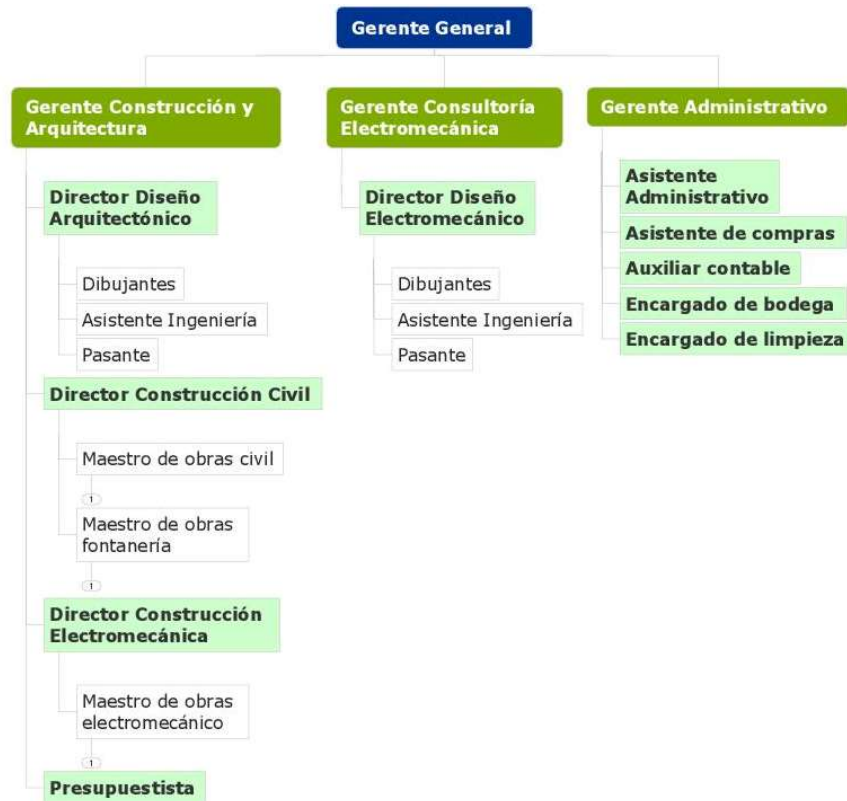 Gerente General
Gerente Construcción y
Arquitectura
Director Diseño
Arquitectónico
Dibujantes
Asistente Ingeniería
Pasante
Director Construcción Civil
Maestro de obras civil
1
Maestro de obras
fontanería
1
Director Construcción
Electromecánica
Maestro de obras
electromecánico
1
Presupuestista
Gerente Consultoría
Electromecánica
Director Diseño
Electromecánico
Dibujantes
Asistente Ingeniería
Pasante
Gerente Administrativo
Asistente
Administrativo
Asistente de compras
Auxiliar contable
Encargado de bodega
Encargado de limpieza